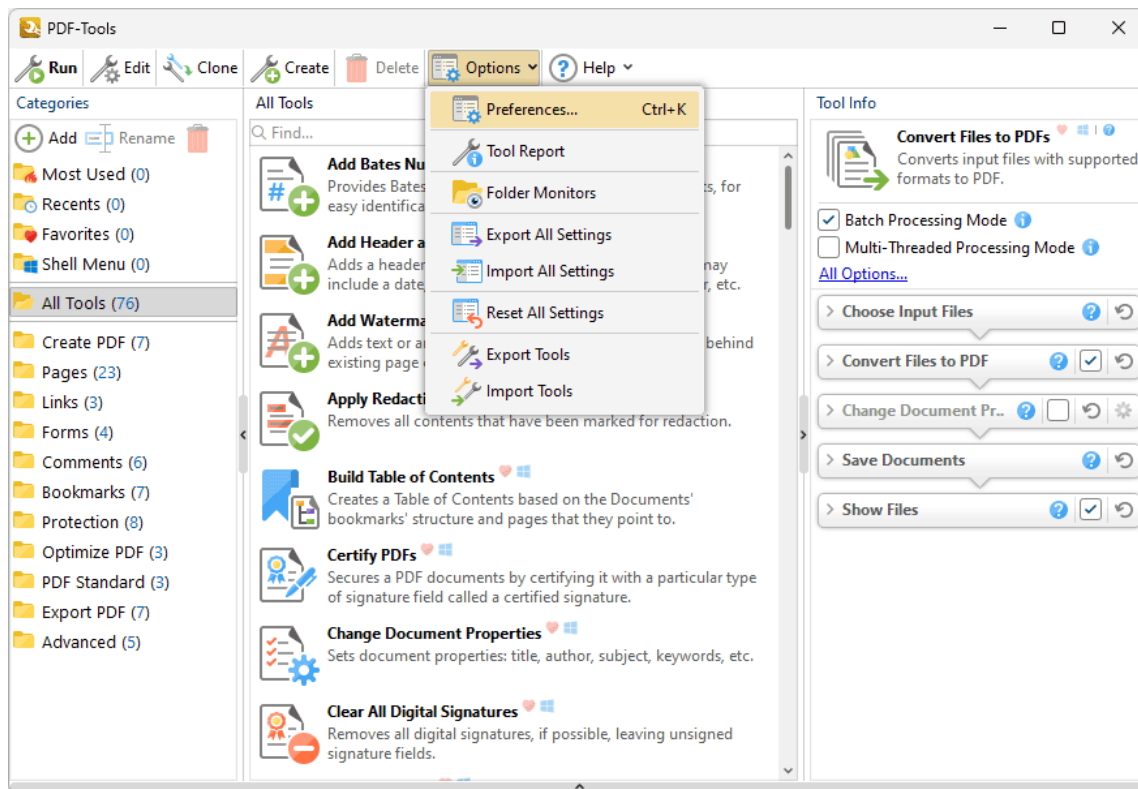 PDF-Tools
Run Edit Clone Create Delete Options Help
Categories
Add Rename
Most Used (0)
Recents (0)
Favorites (0)
Shell Menu (0)
All Tools (76)
Create PDF (7)
Pages (23)
Links (3)
Forms (4)
Comments (6)
Bookmarks (7)
Protection (8)
Optimize PDF (3)
PDF Standard (3)
Export PDF (7)
Advanced (5)
All Tools
Find...
Add Bates Nu
Provides Bates ts, for
easy identifica
Add Header a
Adds a header may
include a date, r, etc.
Add Waterma
Adds text or a behind
existing page
Apply Redacti
Removes all contents that have been marked for redaction.
Build Table of Contents
Creates a Table of Contents based on the Documents'
bookmarks' structure and pages that they point to.
Certify PDFs
Secures a PDF documents by certifying it with a particular type
of signature field called a certified signature.
Change Document Properties
Sets document properties: title, author, subject, keywords, etc.
Clear All Digital Signatures
Removes all digital signatures, if possible, leaving unsigned
signature fields.
Preferences... Ctrl+K
Tool Report
Folder Monitors
Export All Settings
Import All Settings
Reset All Settings
Export Tools
Import Tools
Tool Info
Convert Files to PDFs
Converts input files with supported
formats to PDF.
Batch Processing Mode
Multi-Threaded Processing Mode
All Options...
Choose Input Files
Convert Files to PDF
Change Document Pr..
Save Documents
Show Files